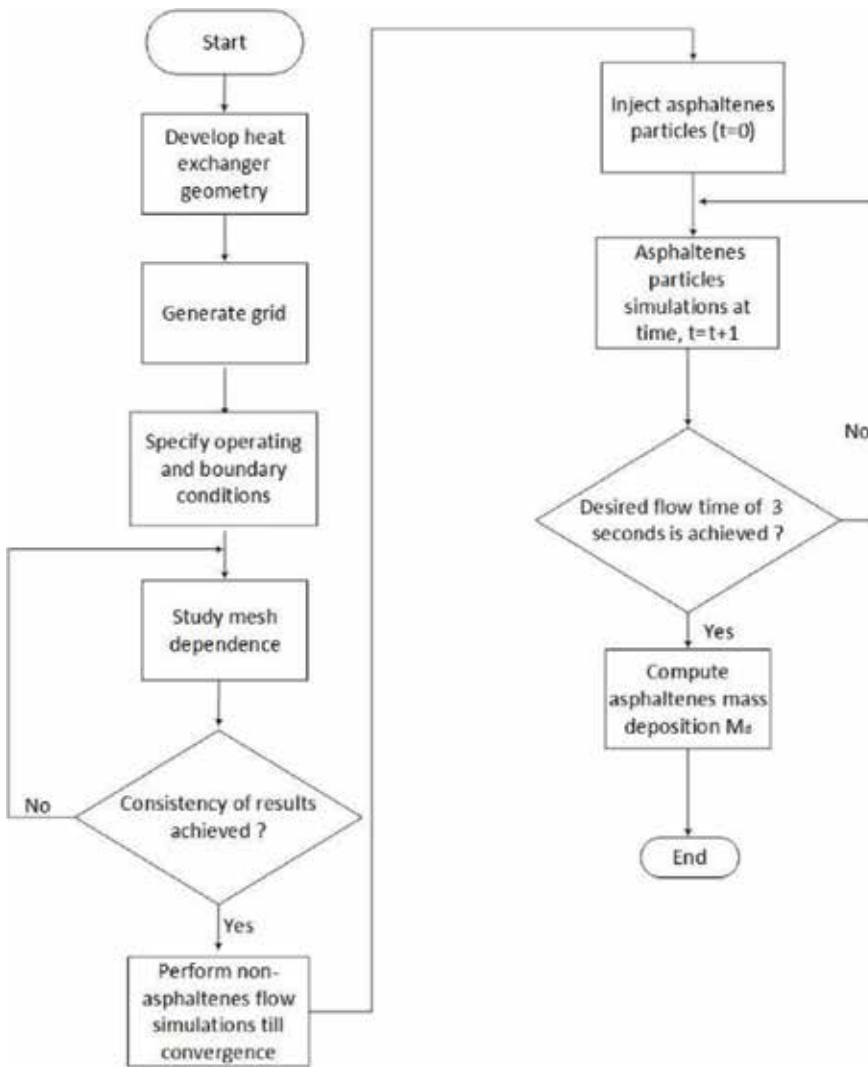 Start
Develop heat
exchanger
geometry
Generate grid
Specify operating
and boundary
conditions
Study mesh
dependence
Consistency of results
achieved ?
No
Yes
Perform non-
asphaltenes flow
simulations till
convergence
Inject asphaltenes
particles (t=0)
Asphaltenes
particles
simulations at
time, t=t+1
No
Desired flow time of 3
seconds is achieved ?
Yes
Compute
asphaltenes mass
deposition Md
End